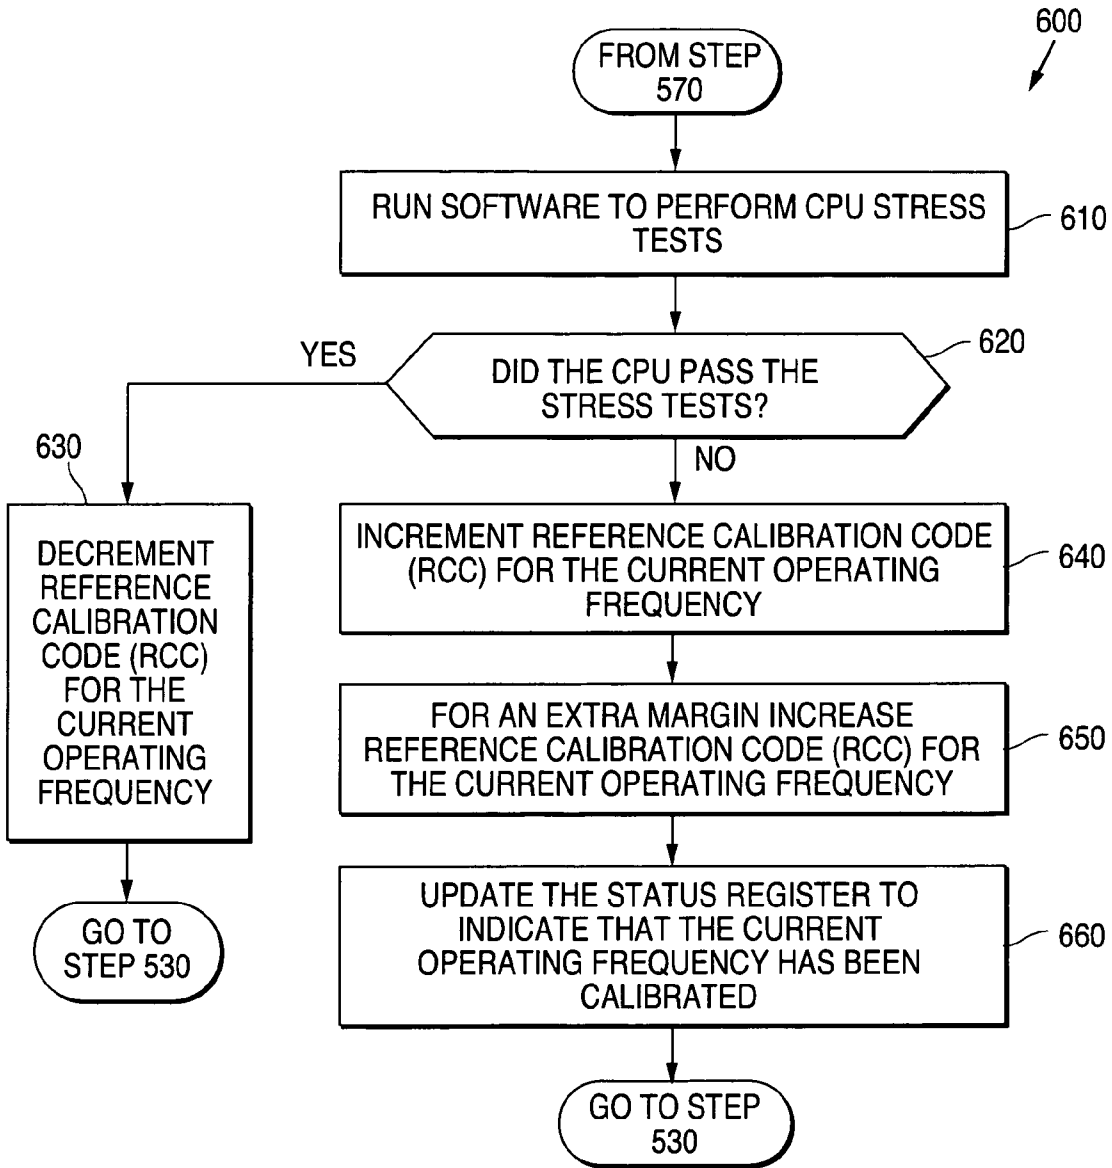 600
FROM STEP
570
RUN SOFTWARE TO PERFORM CPU STRESS
TESTS
610
YES
DID THE CPU PASS THE
STRESS TESTS?
620
NO
630
DECREMENT
REFERENCE
CALIBRATION
CODE (RCC)
FOR THE
CURRENT
OPERATING
FREQUENCY
GO TO
STEP 530
INCREMENT REFERENCE CALIBRATION CODE
(RCC) FOR THE CURRENT OPERATING
FREQUENCY
640
FOR AN EXTRA MARGIN INCREASE
REFERENCE CALIBRATION CODE (RCC) FOR
THE CURRENT OPERATING FREQUENCY
650
UPDATE THE STATUS REGISTER TO
INDICATE THAT THE CURRENT
OPERATING FREQUENCY HAS BEEN
CALIBRATED
660
GO TO STEP
530